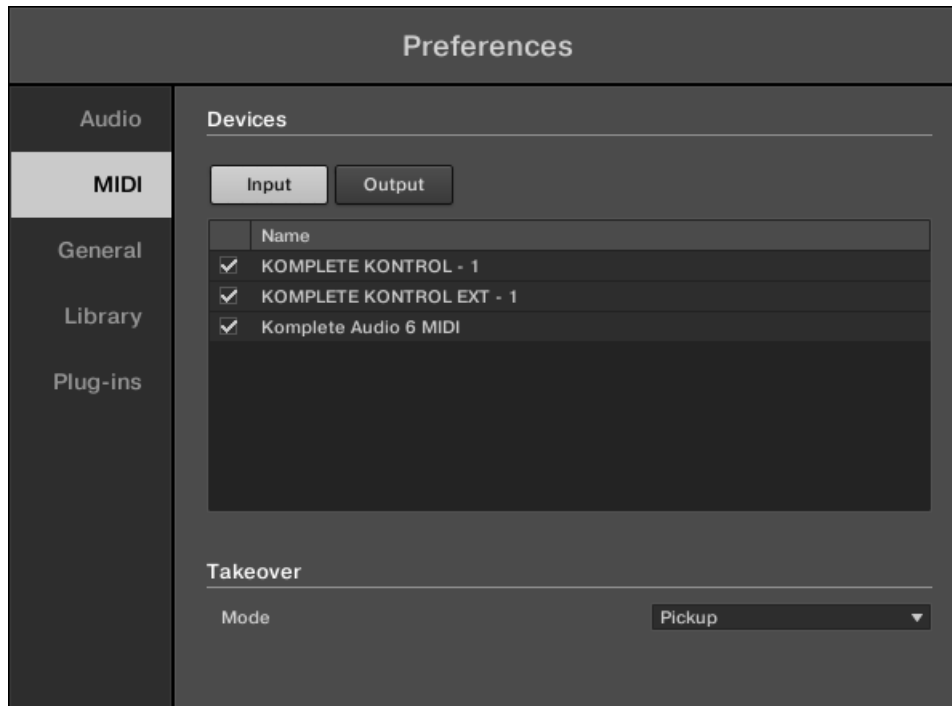 Preferences
Audio
MIDI
General
Library
Plug-ins
Devices
Input Output
Name
KOMPLETE KONTROL - 1
KOMPLETE KONTROL EXT - 1
Komplete Audio 6 MIDI
Takeover
Mode Pickup